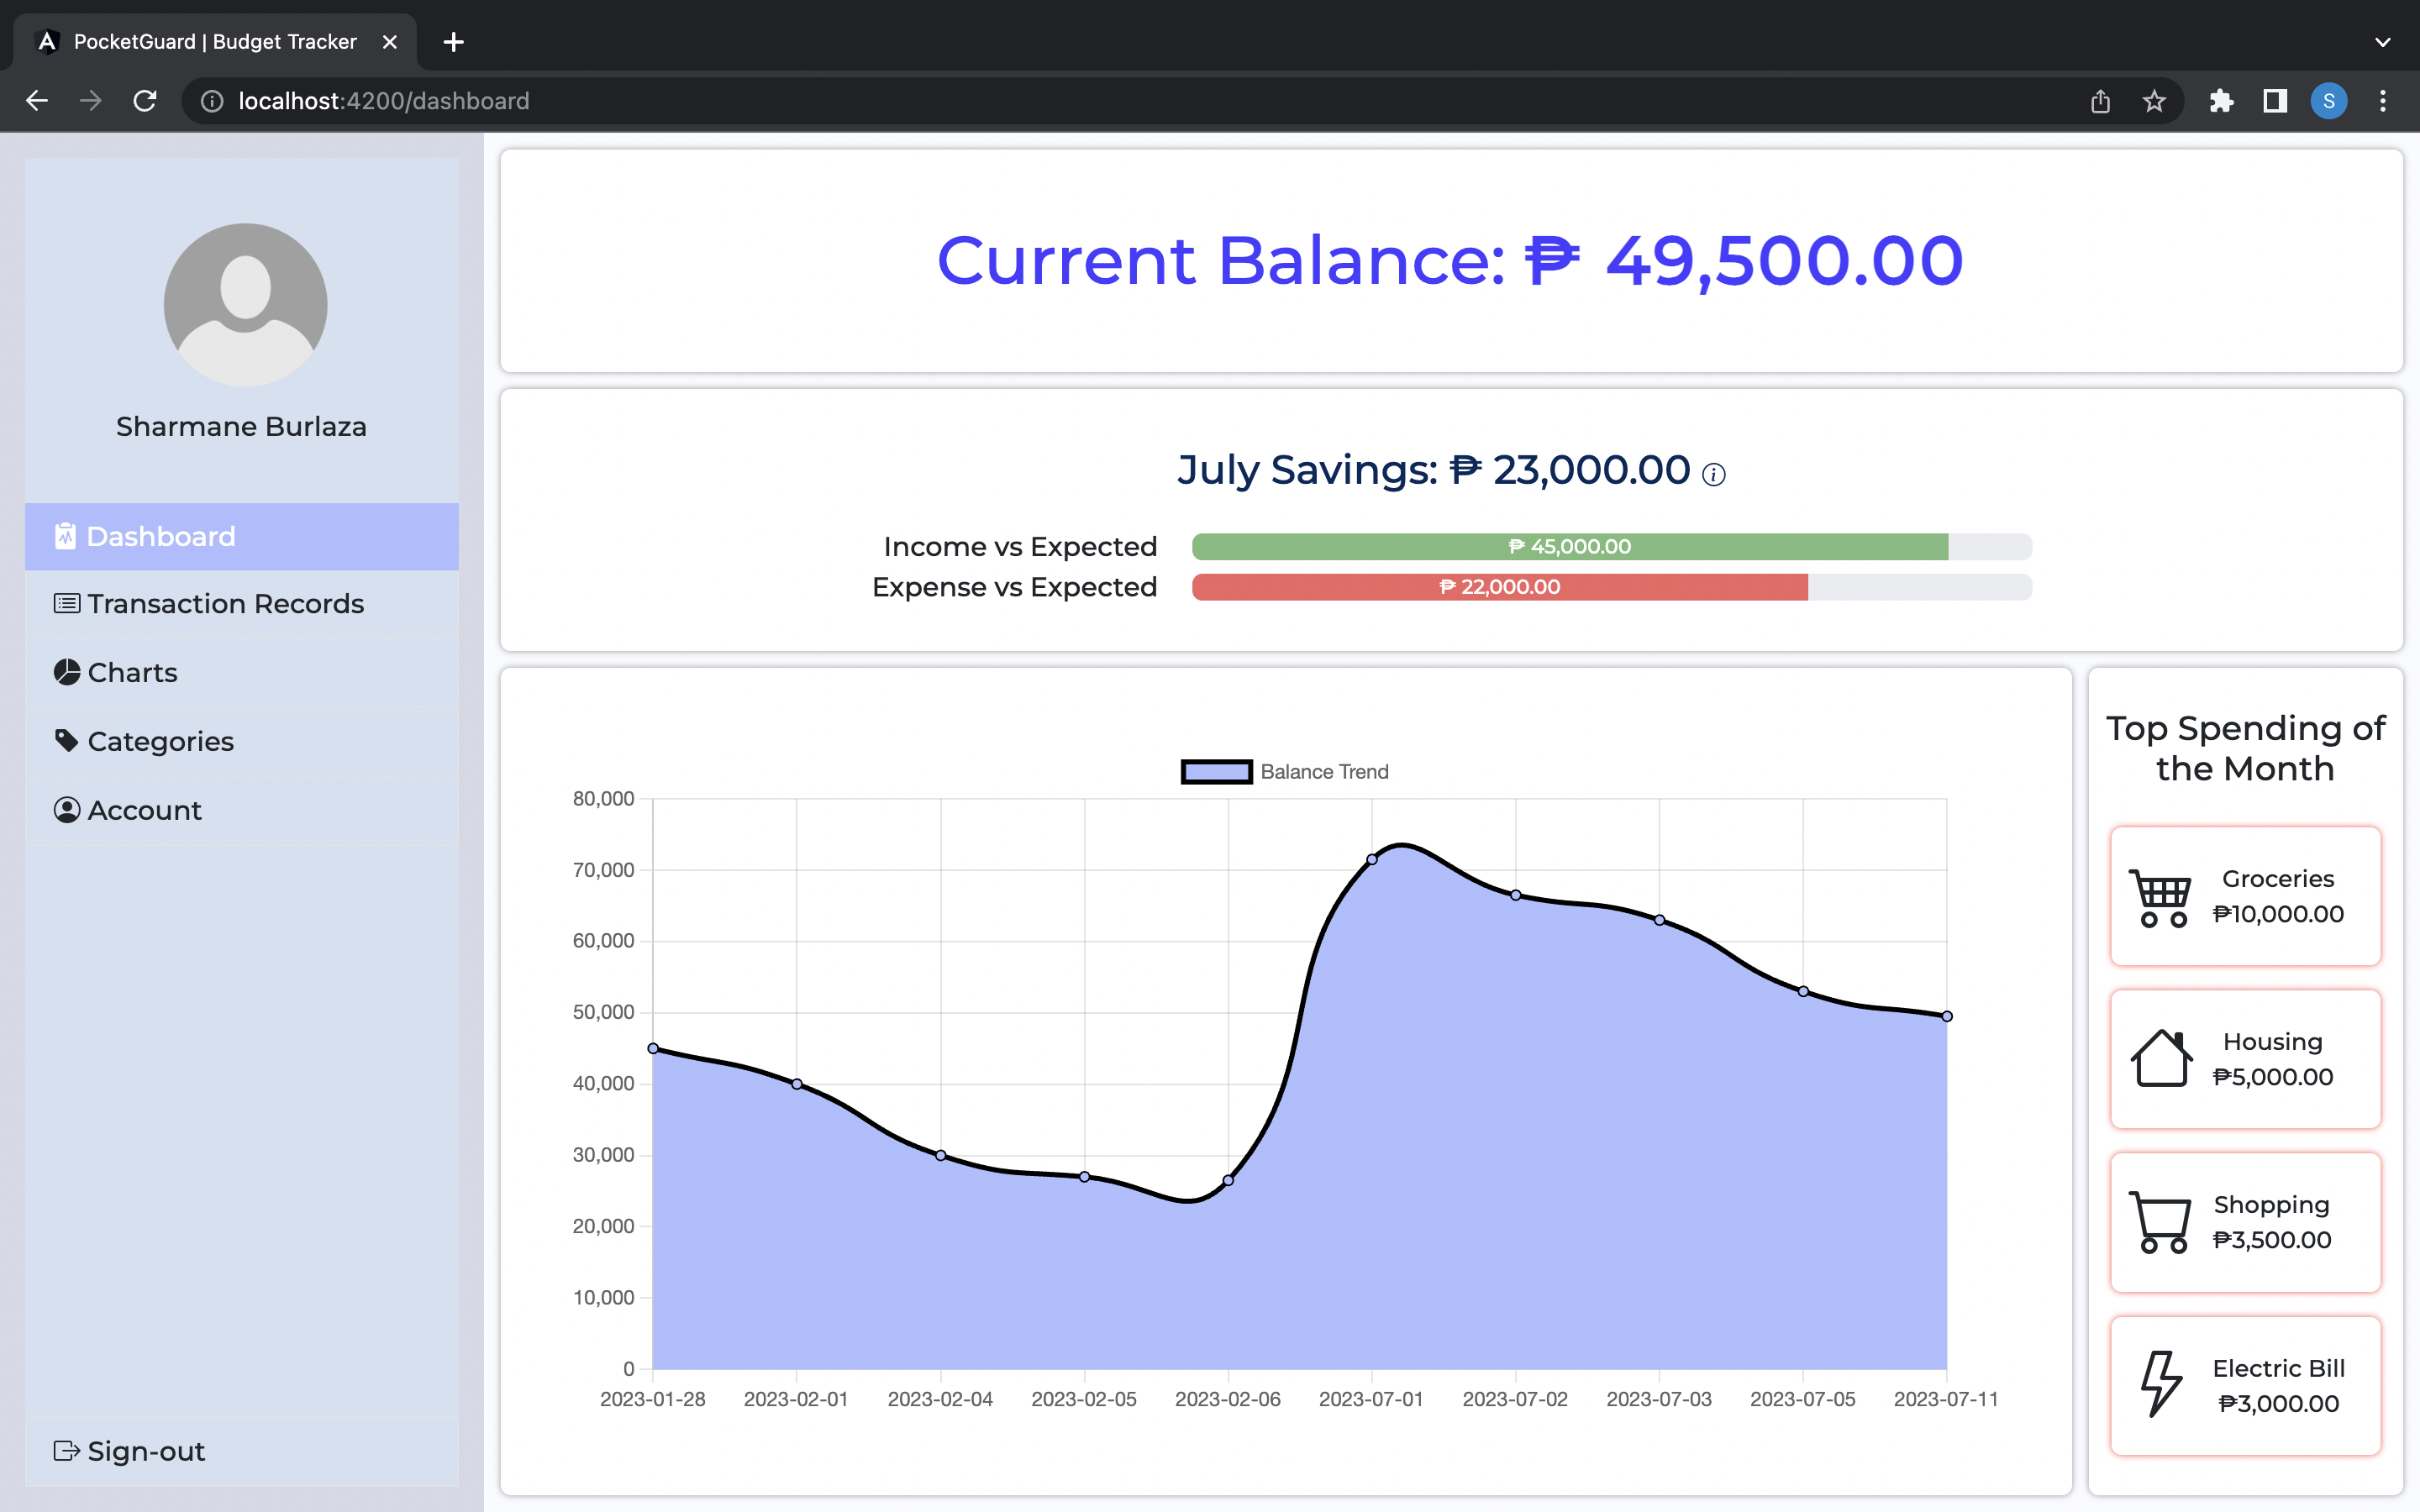 PocketGuard | Budget Tracker
localhost:4200/dashboard
S
Sharmane Burlaza
Dashboard
Transaction Records
Charts
Categories
Account
Sign-out
Current Balance: ₱ 49,500.00
July Savings: ₱ 23,000.00
Income vs Expected
₱ 45,000.00
Expense vs Expected
₱ 22,000.00
Balance Trend
80,000
70,000
60,000
50,000
40,000
30,000
20,000
10,000
0
2023-01-28 2023-02-01 2023-02-04 2023-02-05 2023-02-06 2023-07-01 2023-07-02 2023-07-03 2023-07-05 2023-07-11
Top Spending of
the Month
Groceries
₱10,000.00
Housing
₱5,000.00
Shopping
₱3,500.00
Electric Bill
₱3,000.00